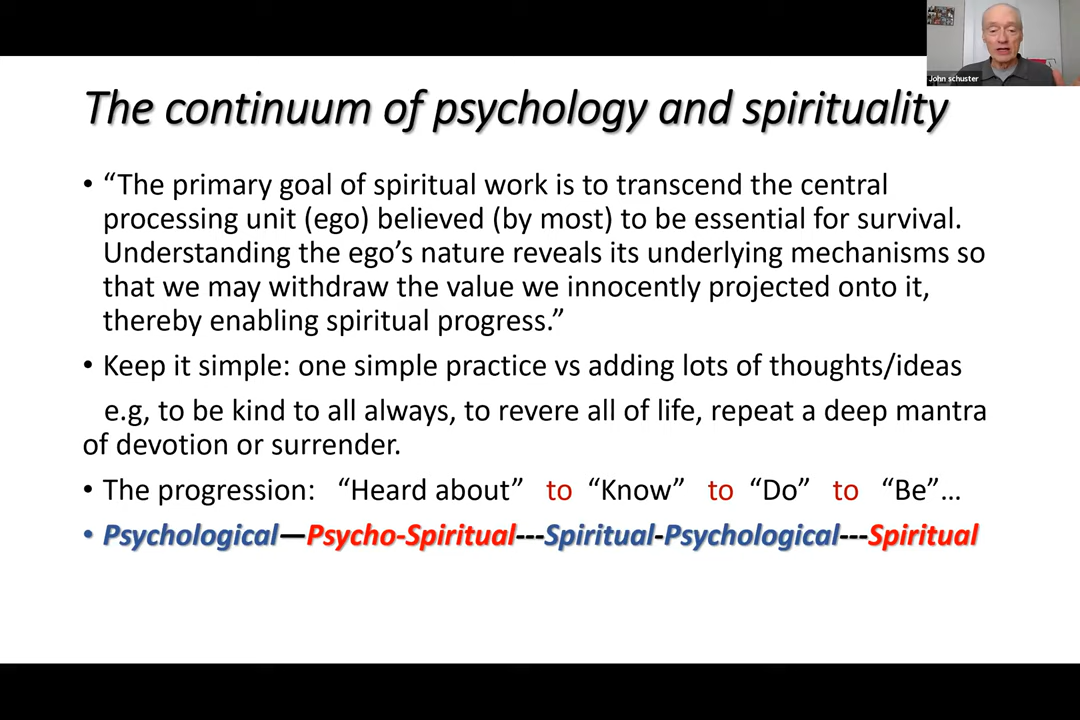 John schuster
The continuum of psychology and spirituality
• “The primary goal of spiritual work is to transcend the central
processing unit (ego) believed (by most) to be essential for survival.
Understanding the ego’s nature reveals its underlying mechanisms so
that we may withdraw the value we innocently projected onto it,
thereby enabling spiritual progress.”
• Keep it simple: one simple practice vs adding lots of thoughts/ideas
e.g, to be kind to all always, to revere all of life, repeat a deep mantra
of devotion or surrender.
• The progression: “Heard about” to “Know” to “Do” to “Be”…
• Psychological—Psycho-Spiritual---Spiritual-Psychological---Spiritual